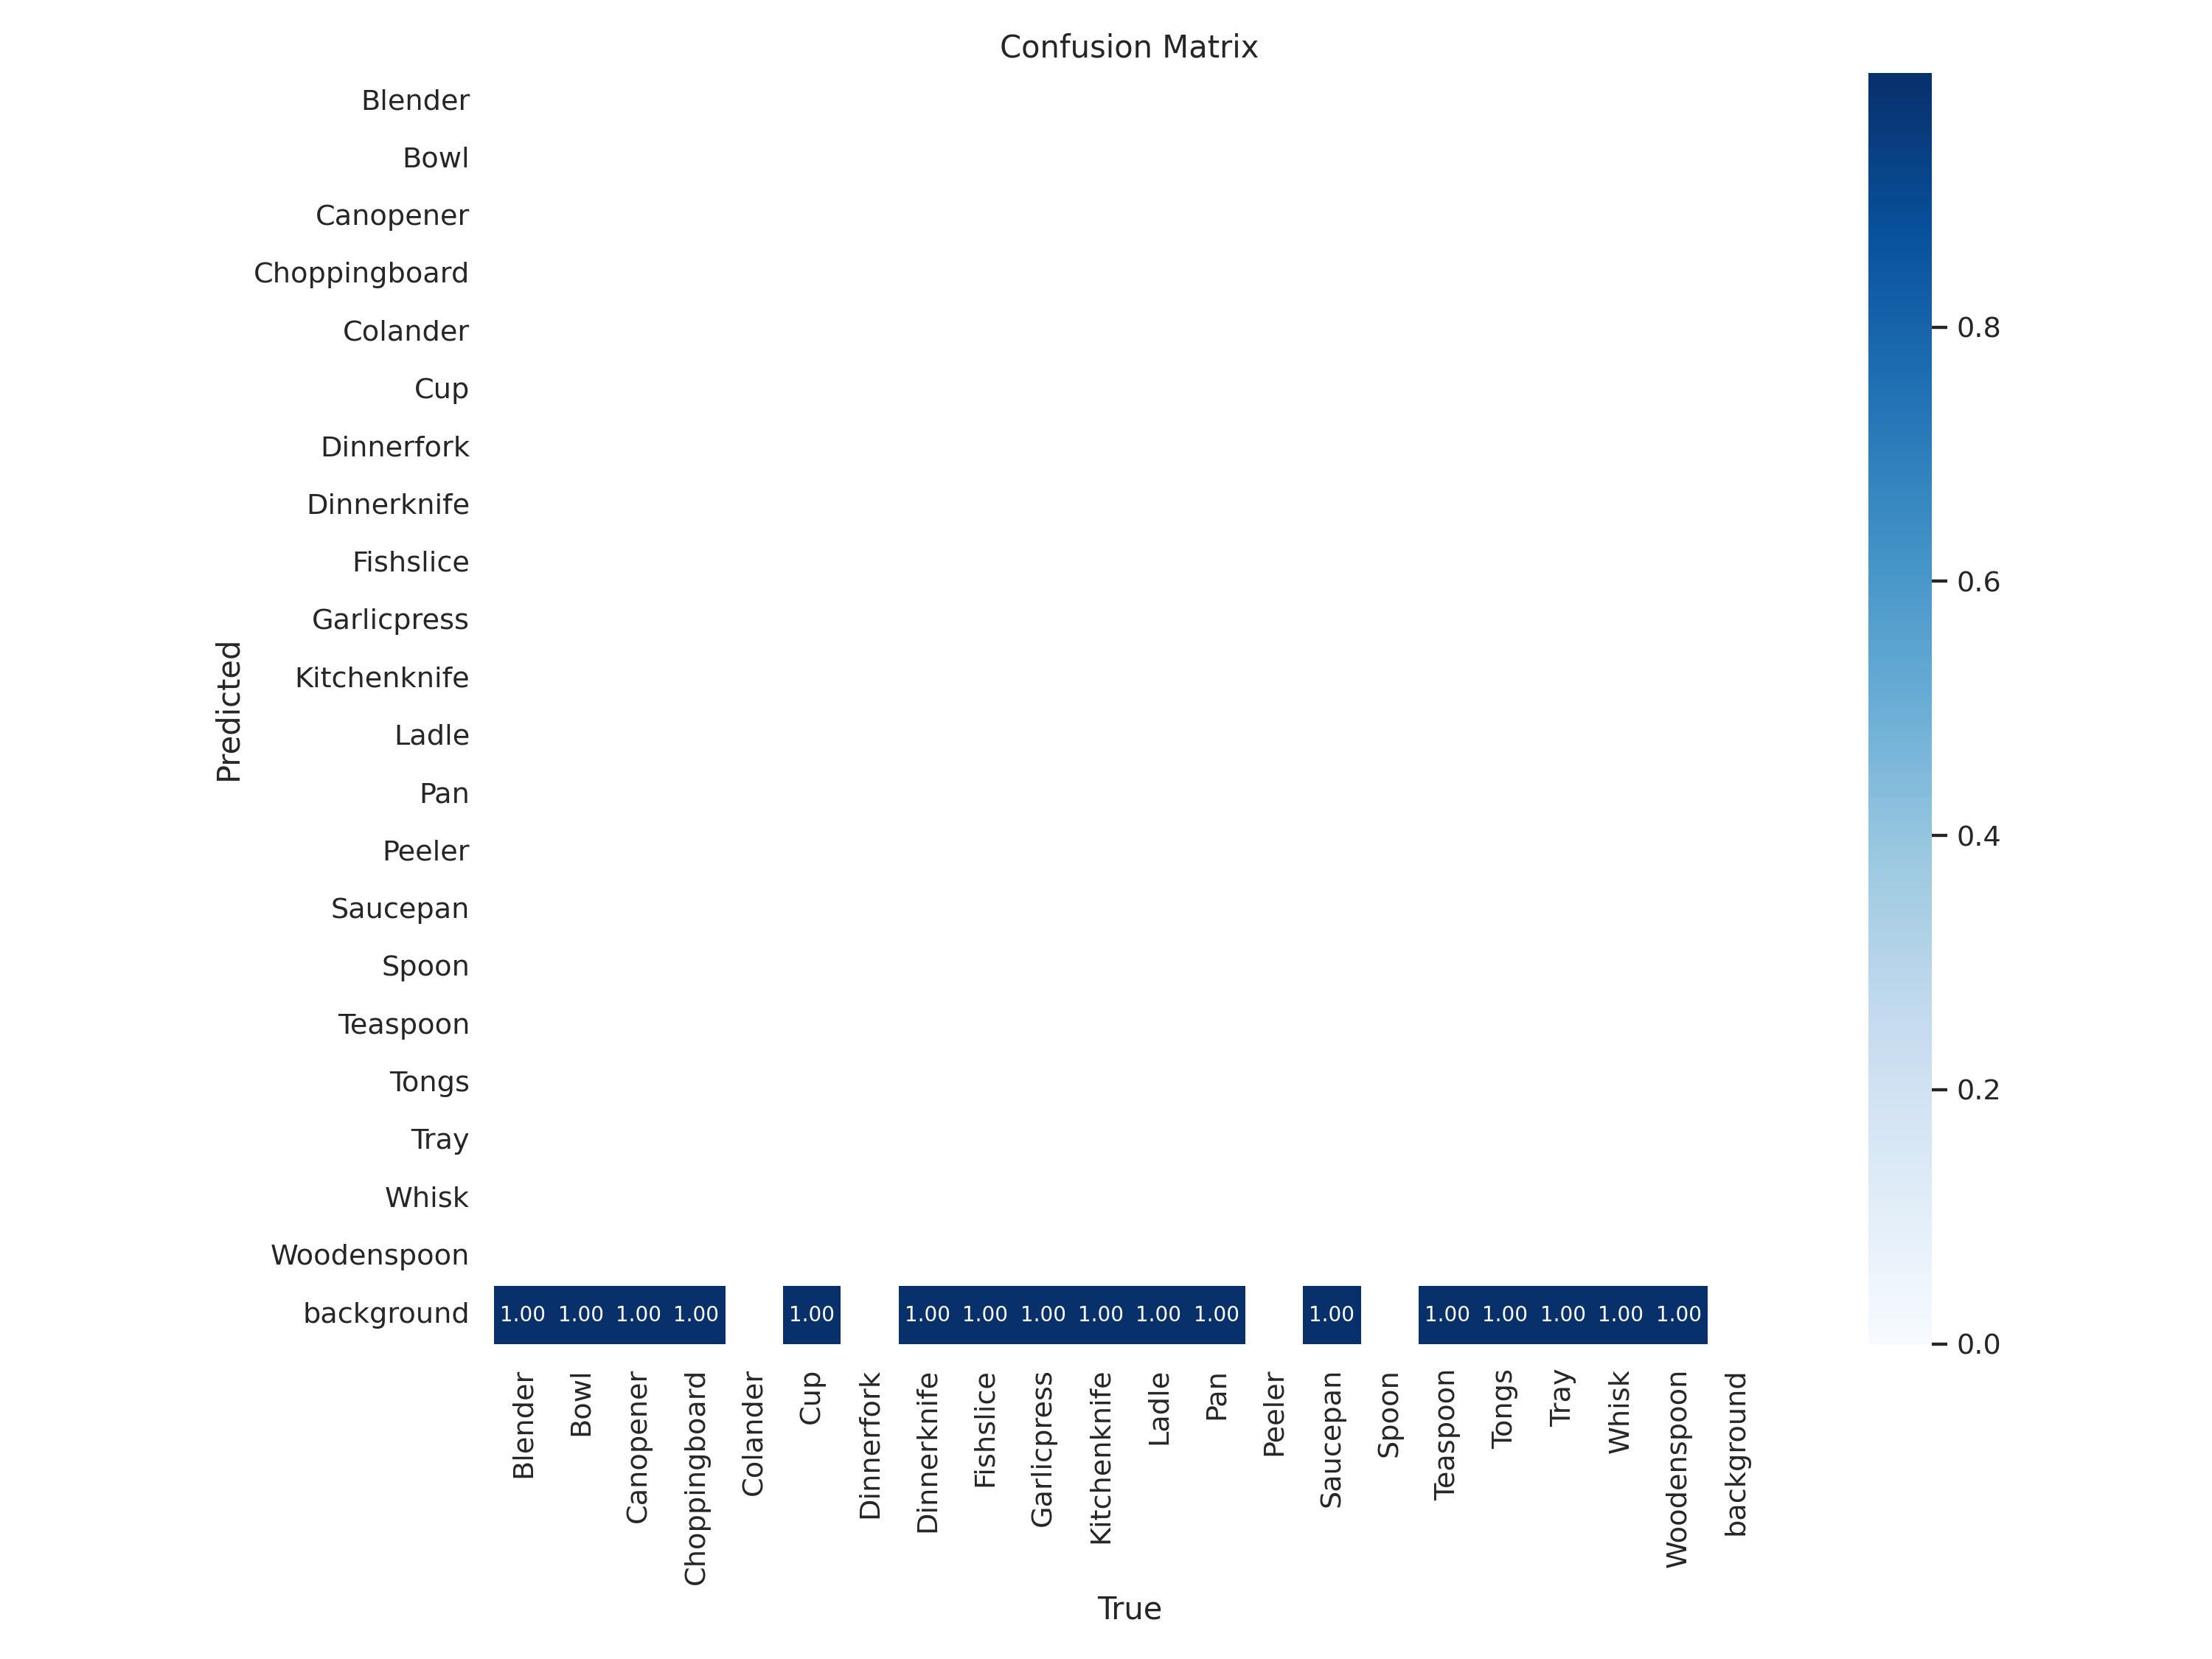 Confusion Matrix
Blender
Bowl
Canopener
Choppingboard
Colander
Cup
Dinnerfork
Dinnerknife
Fishslice
Garlicpress
Kitchenknife
Ladle
Pan
Peeler
Saucepan
Spoon
Teaspoon
Tongs
Tray
Whisk
Woodenspoon
background
Predicted
1.00 1.00 1.00 1.00 1.00 1.00 1.00 1.00 1.00 1.00 1.00 1.00 1.00 1.00 1.00 1.00 1.00
Blender
Bowl
Canopener
Choppingboard
Colander
Cup
Dinnerfork
Dinnerknife
Fishslice
Garlicpress
Kitchenknife
Ladle
Pan
Peeler
Saucepan
Spoon
Teaspoon
Tongs
Tray
Whisk
Woodenspoon
background
True
0.8
0.6
0.4
0.2
0.0